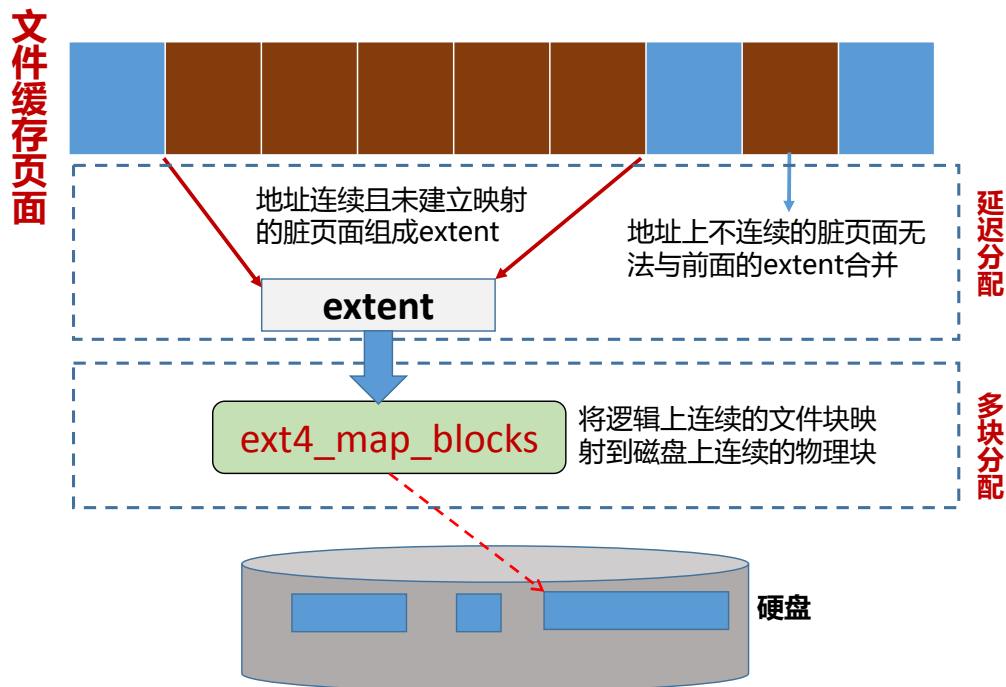 文件缓存页面
地址连续且未建立映射
的脏页面组成extent
地址上不连续的脏页面无
法与前面的extent合并
延迟分配
extent
ext4_map_blocks
将逻辑上连续的文件块映
射到磁盘上连续的物理块
多块分配
硬盘